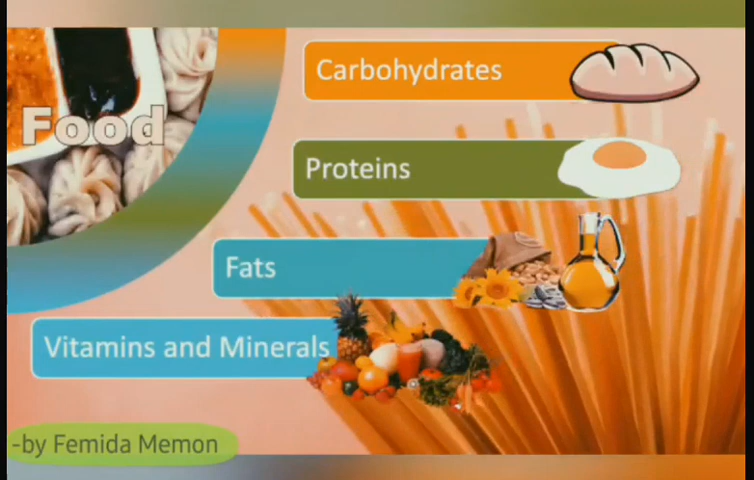 Food
Carbohydrates
Proteins
Fats
Vitamins and Minerals
-by Femida Memon